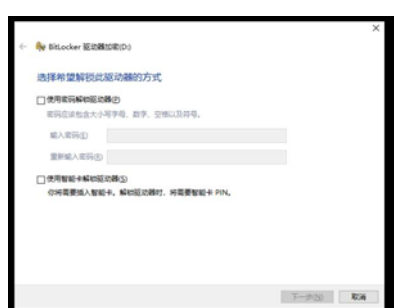 BitLocker 驱动器加密(D:)
选择希望解锁此驱动器的方式
使用密码解锁驱动器(P)
密码应该包含大小写字母、数字、空格以及符号。
输入密码(E)
重新输入密码(R)
使用智能卡解锁驱动器(S)
你将需要插入智能卡。解锁驱动器时，将需要智能卡 PIN。
下一步(N)
取消